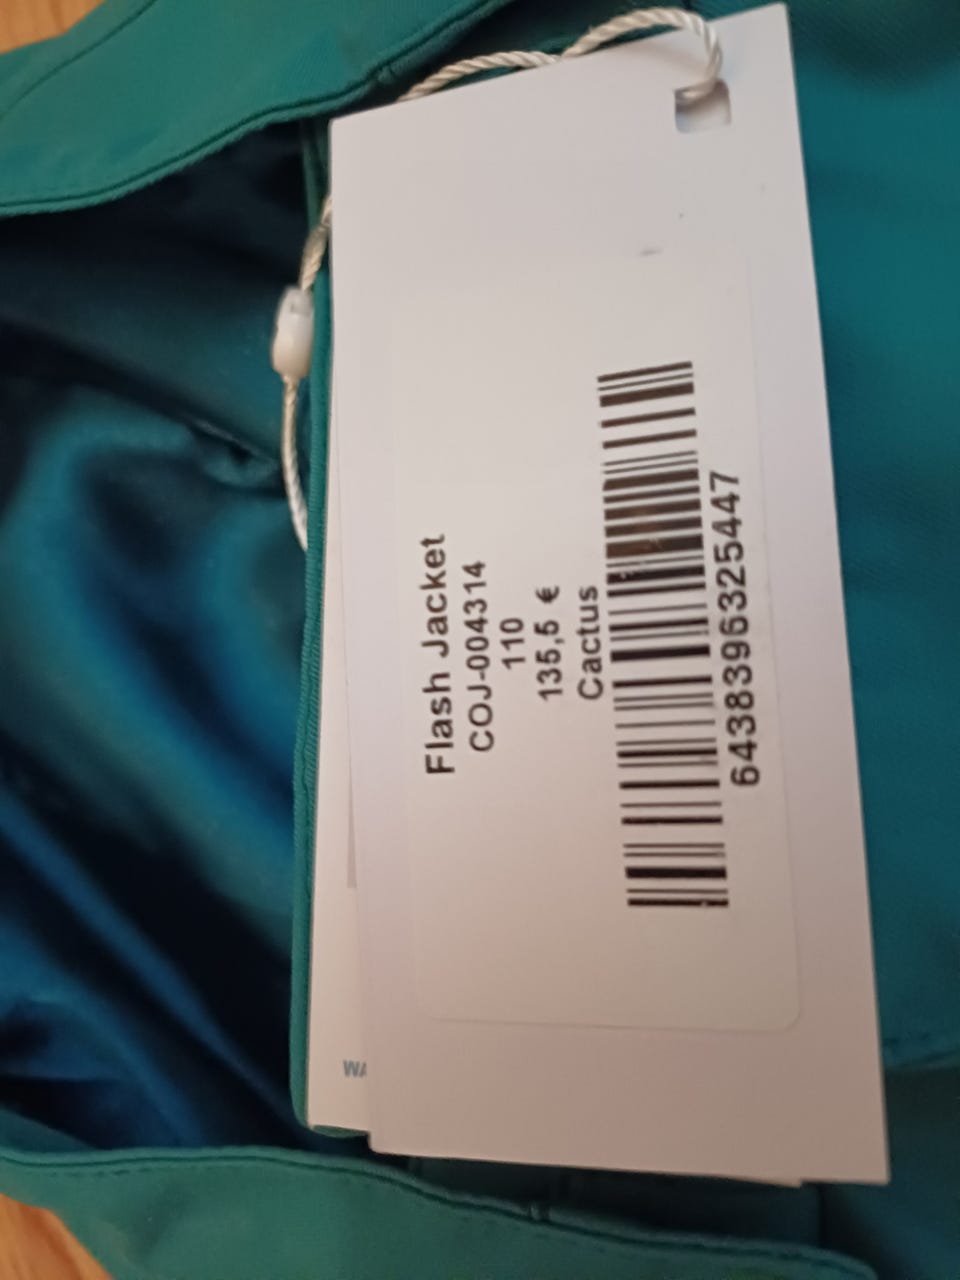 Flash Jacket
COJ-004314
110
135,5 €
Cactus
6438396325447